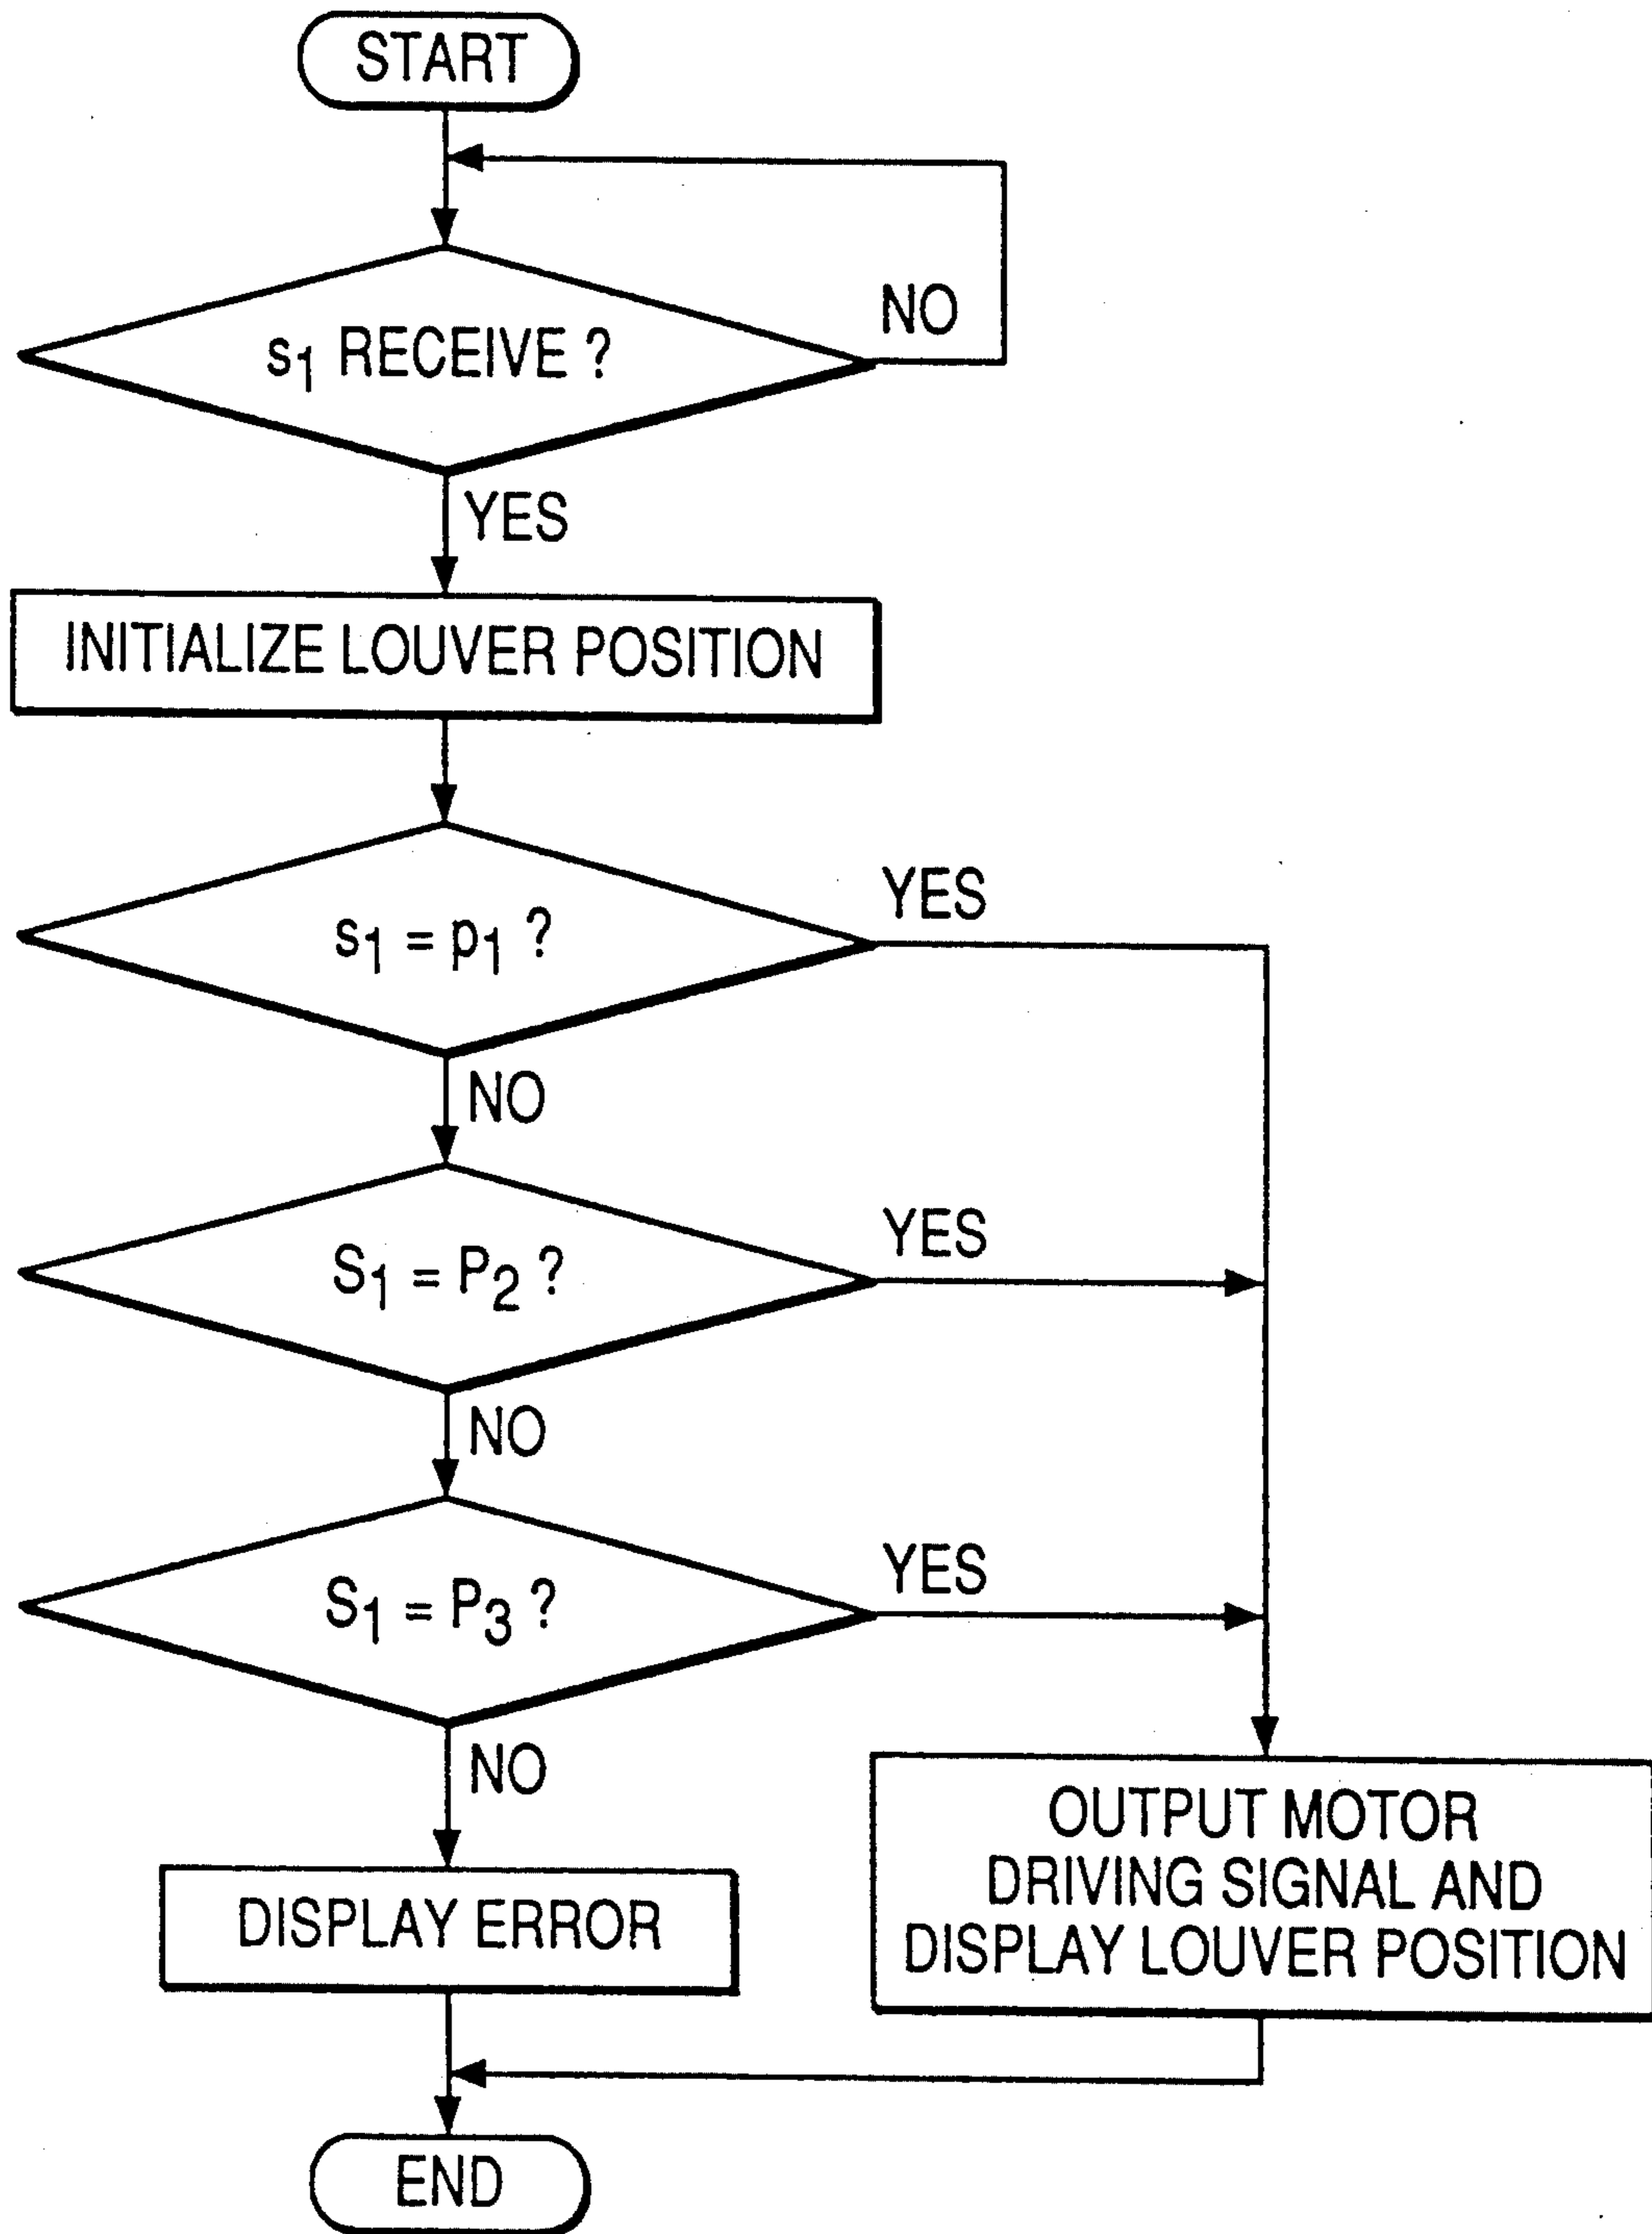 START
NO
s1 RECEIVE ?
YES
INITIALIZE LOUVER POSITION
YES
s1 = p1 ?
NO
YES
S1 = P2 ?
NO
YES
S1 = P3 ?
NO
OUTPUT MOTOR
DRIVING SIGNAL AND
DISPLAY LOUVER POSITION
DISPLAY ERROR
END